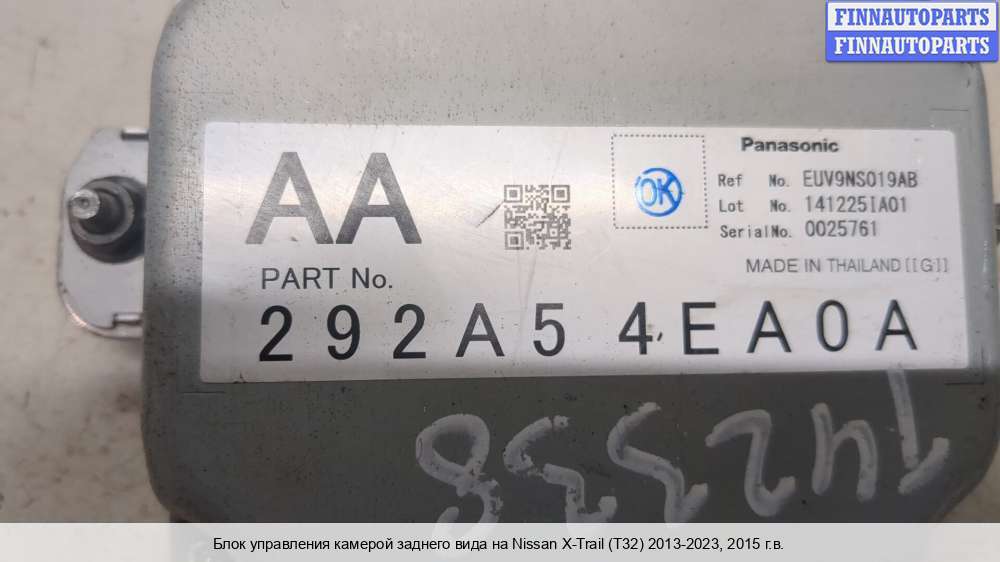 FINNAUTOPARTS
FINNAUTOPARTS
AA
OK
Panasonic
Ref No. EUV9NS019AB
Lot No. 141225IA01
Serial No. 0025761
MADE IN THAILAND [[G]]
PART No.
292A5 4EA0A
T42558
Блок управления камерой заднего вида на Nissan X-Trail (T32) 2013-2023, 2015 г.в.